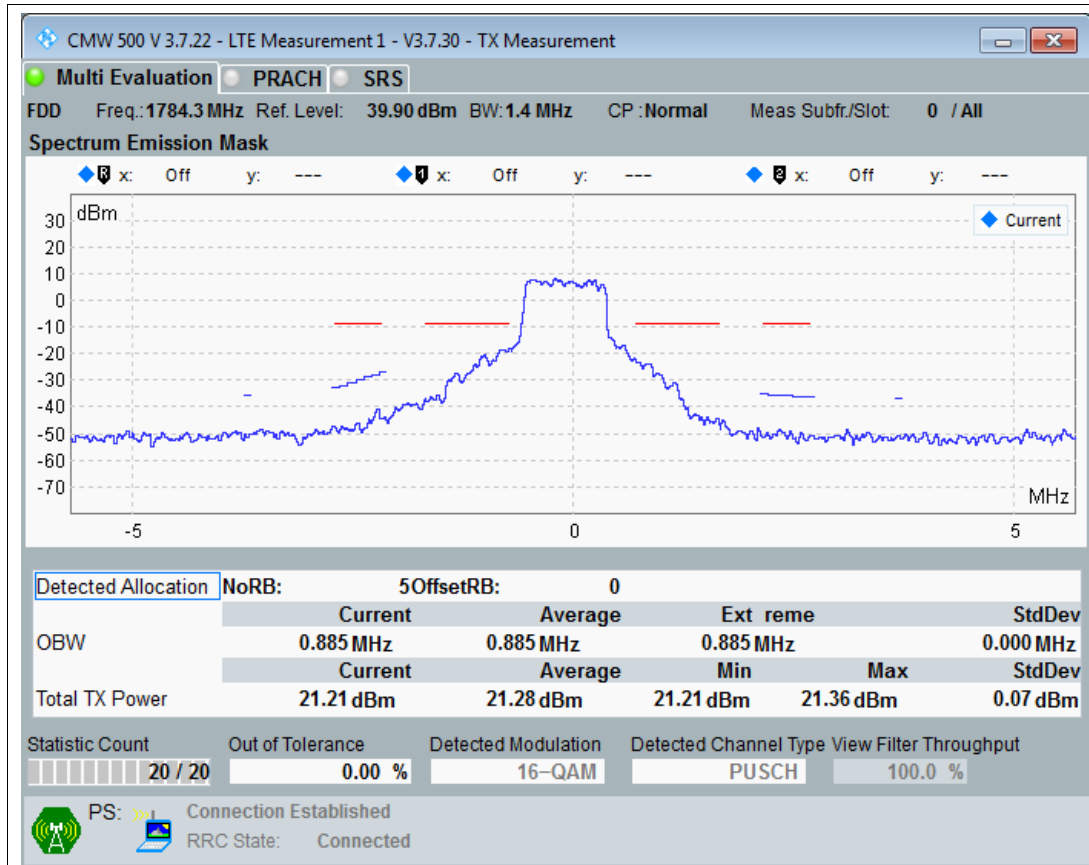 CMW 500 V 3.7.22 - LTE Measurement 1 - V3.7.30 - TX Measurement
Multi Evaluation PRACH SRS
FDD Freq.: 1784.3 MHz Ref. Level: 39.90 dBm BW: 1.4 MHz CP : Normal Meas Subfr./Slot: 0 / All
Spectrum Emission Mask
R x: Off y: --- 1 x: Off y: --- 2 x: Off y: ---
dBm
Current
30
20
10
0
-10
-20
-30
-40
-50
-60
-70
MHz
-5 0 5
Detected Allocation NoRB: 5 OffsetRB: 0
Current Average Ext reme StdDev
OBW 0.885 MHz 0.885 MHz 0.885 MHz 0.000 MHz
Current Average Min Max StdDev
Total TX Power 21.21 dBm 21.28 dBm 21.21 dBm 21.36 dBm 0.07 dBm
Statistic Count Out of Tolerance Detected Modulation Detected Channel Type View Filter Throughput
20 / 20 0.00 % 16-QAM PUSCH 100.0 %
PS: Connection Established
RRC State: Connected